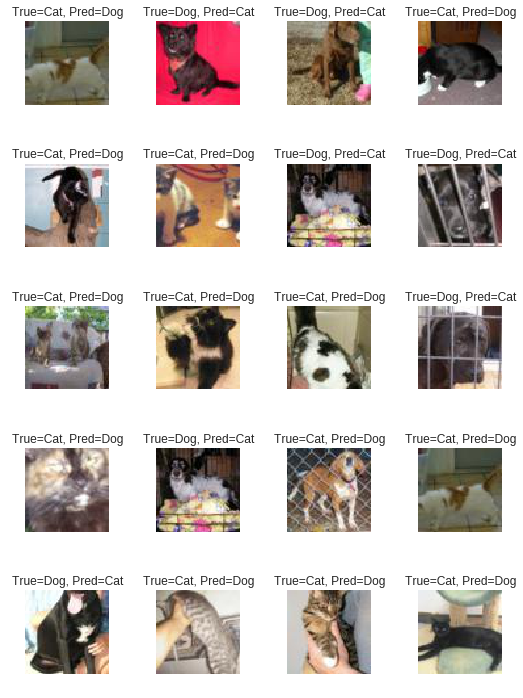 True=Cat, Pred=Dog True=Dog, Pred=Cat True=Dog, Pred=Cat True=Cat, Pred=Dog
True=Cat, Pred=Dog True=Cat, Pred=Dog True=Dog, Pred=Cat True=Dog, Pred=Cat
True=Cat, Pred=Dog True=Cat, Pred=Dog True=Cat, Pred=Dog True=Dog, Pred=Cat
True=Cat, Pred=Dog True=Dog, Pred=Cat True=Cat, Pred=Dog True=Cat, Pred=Dog
True=Dog, Pred=Cat True=Cat, Pred=Dog True=Cat, Pred=Dog True=Cat, Pred=Dog